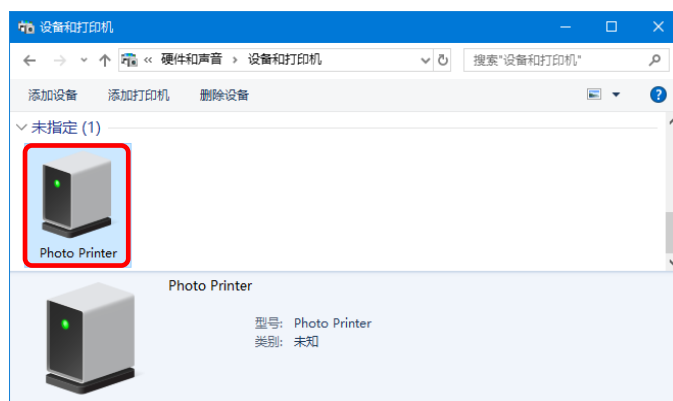 设备和打印机
« 硬件和声音 › 设备和打印机
搜索"设备和打印机"
添加设备 添加打印机 删除设备
未指定 (1)
Photo Printer
Photo Printer
型号: Photo Printer
类别: 未知